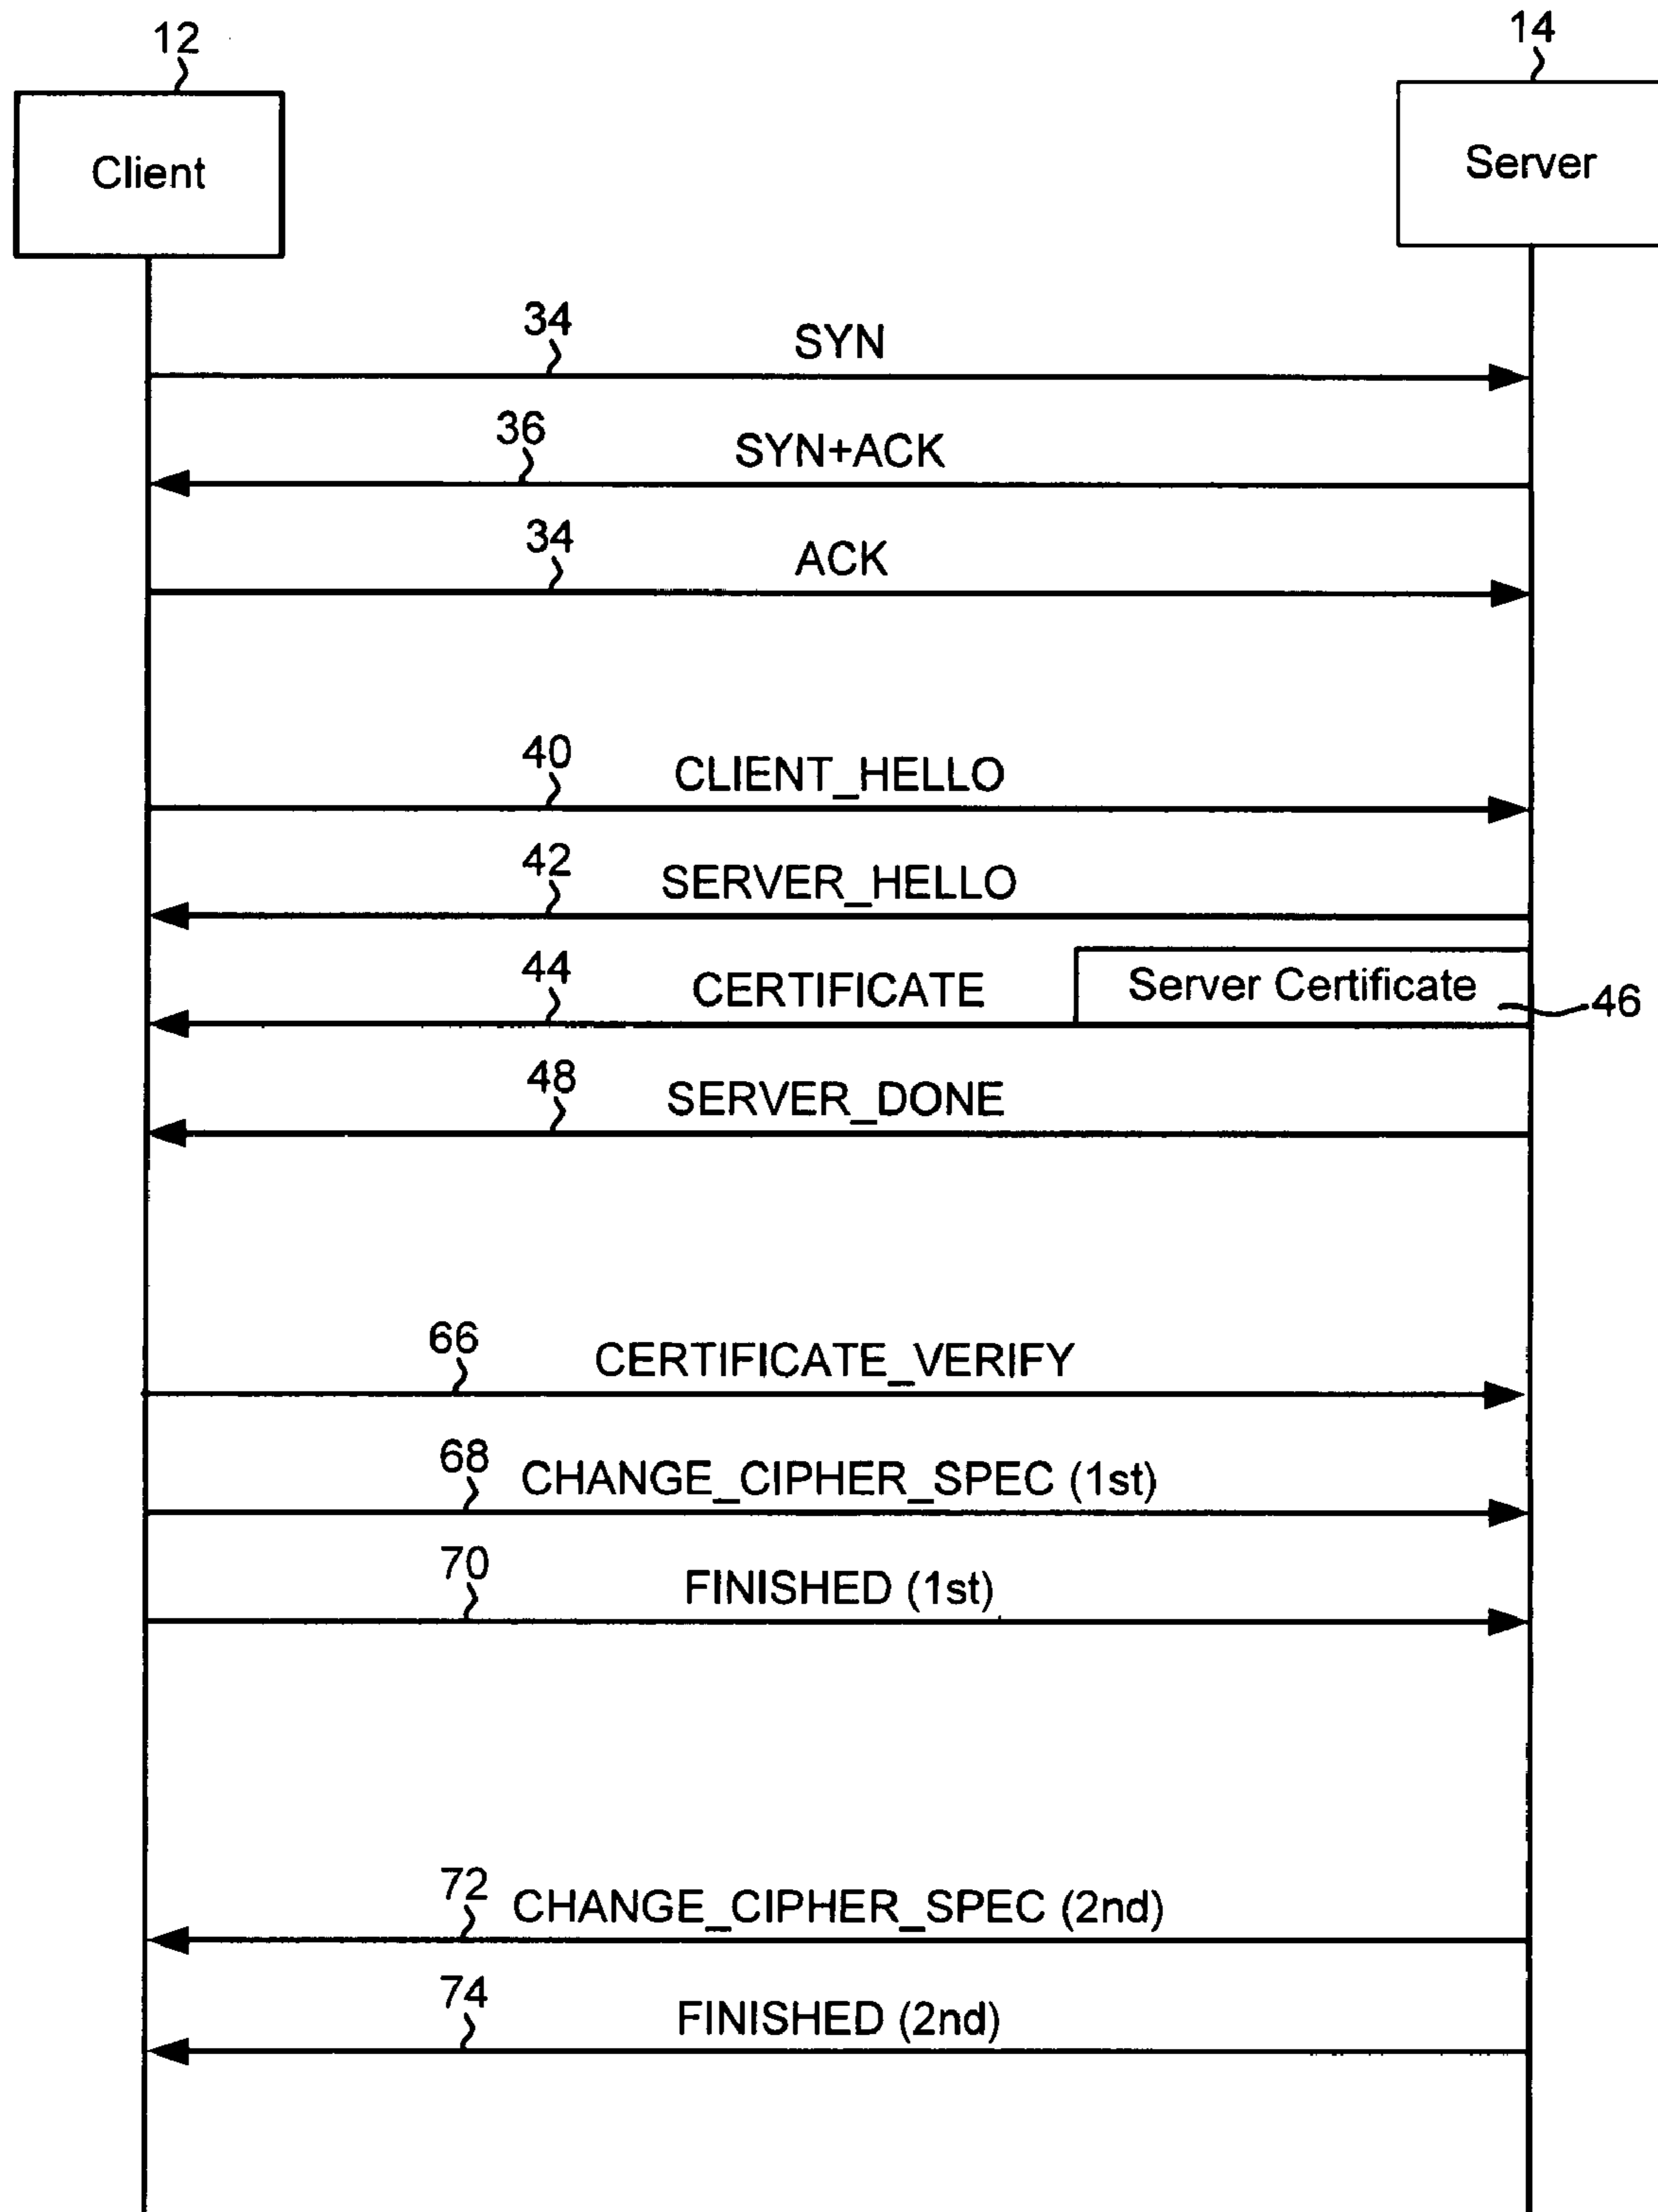 12
14
Client
Server
34
SYN
36
SYN+ACK
34
ACK
40
CLIENT_HELLO
42
SERVER_HELLO
44
CERTIFICATE
Server Certificate
46
48
SERVER_DONE
66
CERTIFICATE_VERIFY
68
CHANGE_CIPHER_SPEC (1st)
70
FINISHED (1st)
72
CHANGE_CIPHER_SPEC (2nd)
74
FINISHED (2nd)